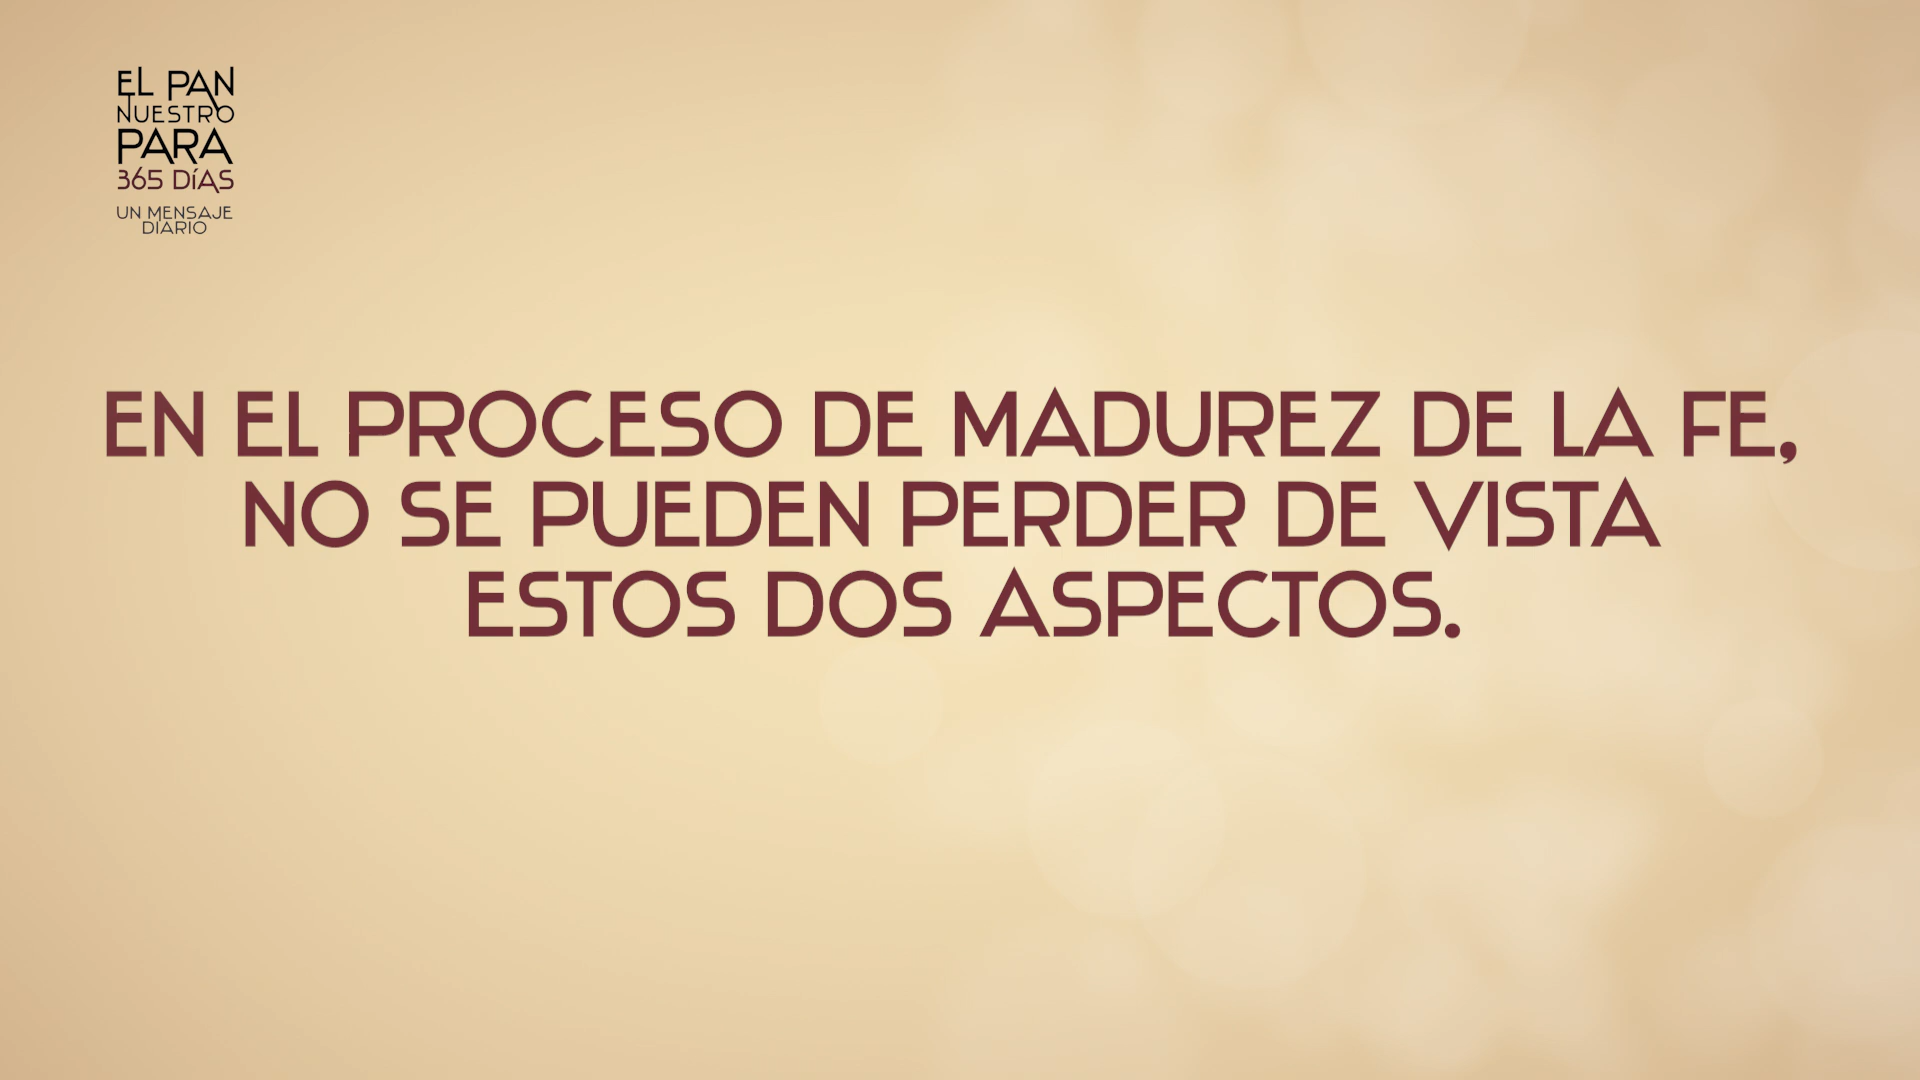 EL PAN
NUESTRO
PARA
365 DÍAS
UN MENSAJE
DIARIO
EN EL PROCESO DE MADUREZ DE LA FE,
NO SE PUEDEN PERDER DE VISTA
ESTOS DOS ASPECTOS.